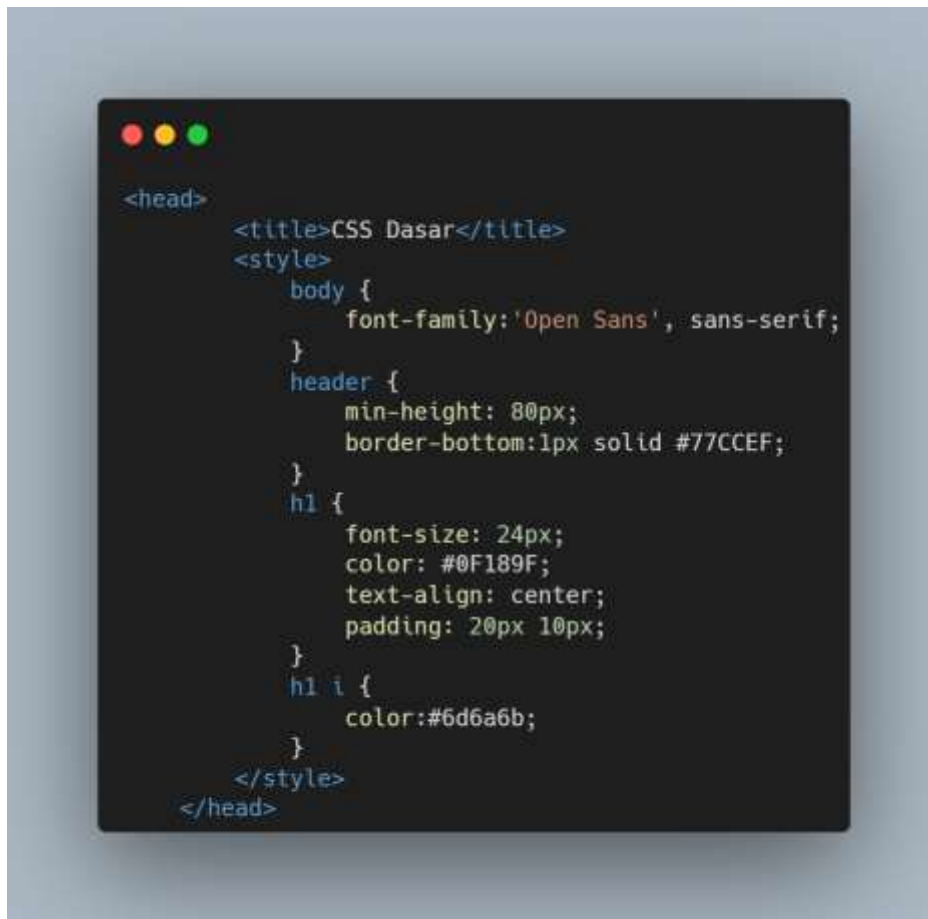 <head>
<title>CSS Dasar</title>
<style>
body {
font-family:'Open Sans', sans-serif;
}
header {
min-height: 80px;
border-bottom:1px solid #77CCEF;
}
h1 {
font-size: 24px;
color: #0F189F;
text-align: center;
padding: 20px 10px;
}
h1 i {
color:#6d6a6b;
}
</style>
</head>